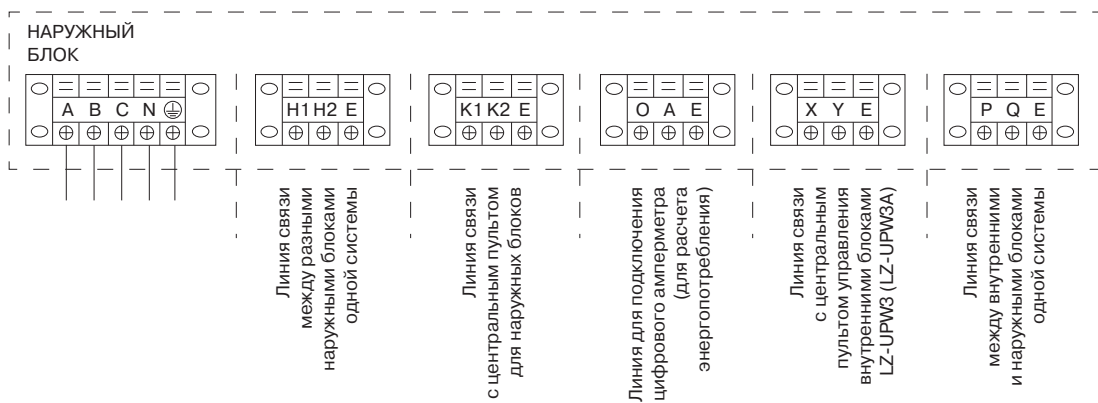 НАРУЖНЫЙ
БЛОК
A B C N
H1 H2 E
K1 K2 E
O A E
X Y E
P Q E
Линия связи
между разными
наружными блоками
одной системы
Линия связи
с центральным пультом
для наружных блоков
Линия для подключения
цифрового амперметра
(для расчета
энергопотребления)
Линия связи
с центральным
пультом управления
внутренними блоками
LZ-UPW3 (LZ-UPW3A)
Линия связи
между внутренними
и наружными блоками
одной системы